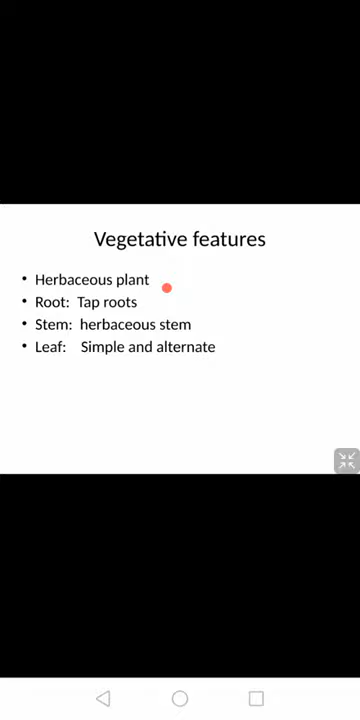 Vegetative features
• Herbaceous plant
• Root: Tap roots
• Stem: herbaceous stem
• Leaf: Simple and alternate